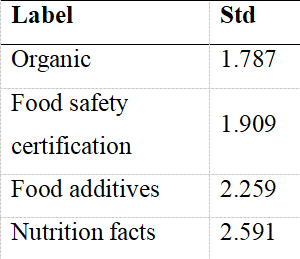 Label Std
Organic 1.787
Food safety
certification 1.909
Food additives 2.259
Nutrition facts 2.591